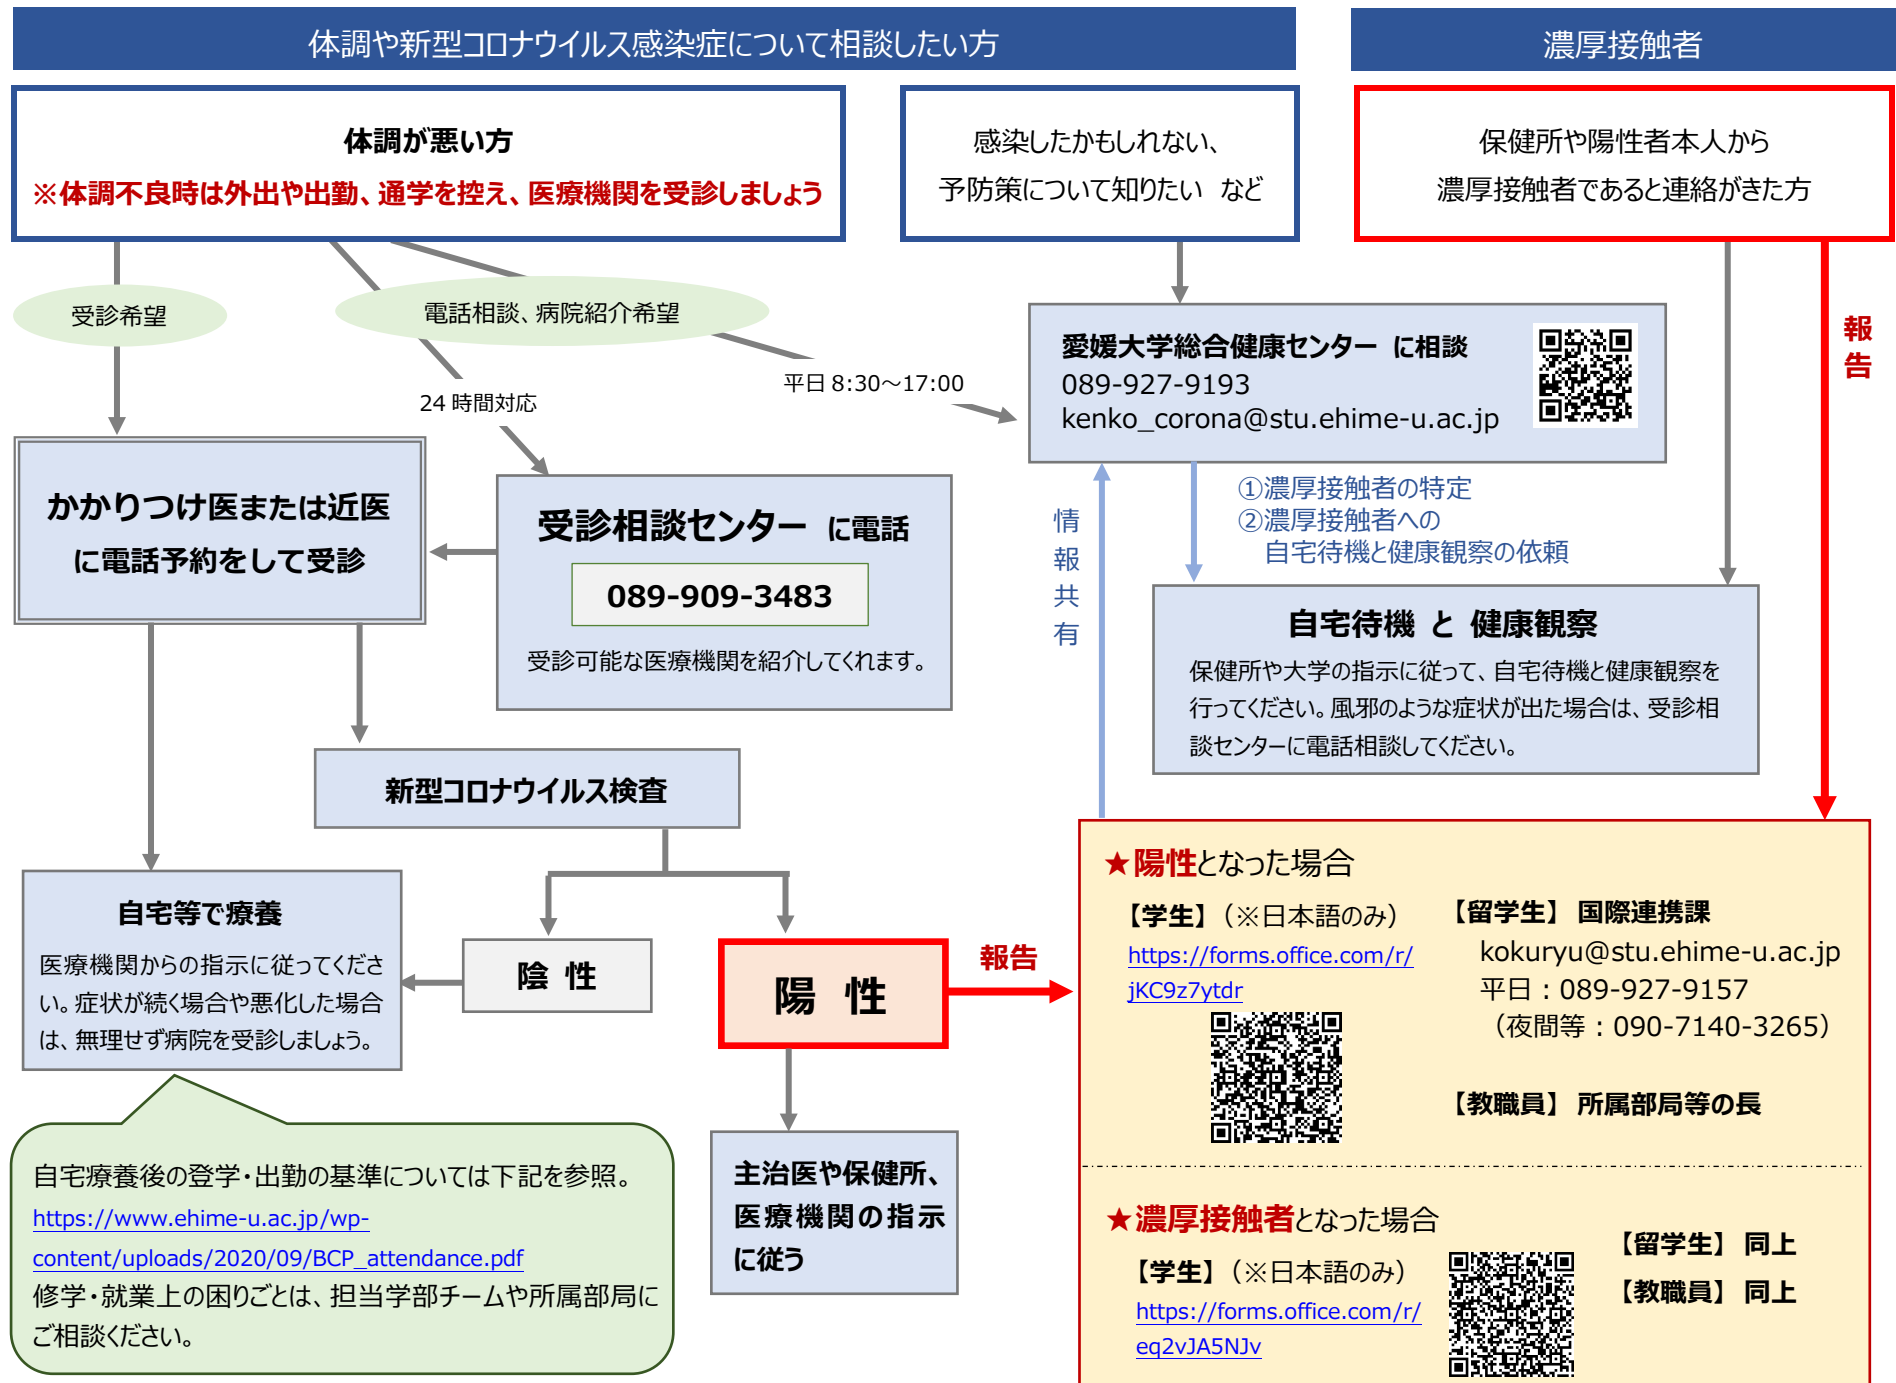 体調や新型コロナウイルス感染症について相談したい方
濃厚接触者
体調が悪い方
※体調不良時は外出や出勤、通学を控え、医療機関を受診しましょう
感染したかもしれない、
予防策について知りたい など
保健所や陽性者本人から
濃厚接触者であると連絡がきた方
受診希望
電話相談、病院紹介希望
24時間対応
平日8:30～17:00
報告
愛媛大学総合健康センター に相談
089-927-9193
kenko_corona@stu.ehime-u.ac.jp
かかりつけ医または近医
に電話予約をして受診
受診相談センター に電話
089-909-3483
受診可能な医療機関を紹介してくれます。
情報共有
①濃厚接触者の特定
②濃厚接触者への
自宅待機と健康観察の依頼
自宅待機 と 健康観察
保健所や大学の指示に従って、自宅待機と健康観察を
行ってください。風邪のような症状が出た場合は、受診相
談センターに電話相談してください。
新型コロナウイルス検査
自宅等で療養
医療機関からの指示に従ってくださ
い。症状が続く場合や悪化した場合
は、無理せず病院を受診しましょう。
陰 性
陽 性
報告
主治医や保健所、
医療機関の指示
に従う
自宅療養後の登学・出勤の基準については下記を参照。
https://www.ehime-u.ac.jp/wp-
content/uploads/2020/09/BCP_attendance.pdf
修学・就業上の困りごとは、担当学部チームや所属部局に
ご相談ください。
★陽性となった場合
【学生】（※日本語のみ）
https://forms.office.com/r/
jKC9z7ytdr
【留学生】 国際連携課
kokuryu@stu.ehime-u.ac.jp
平日：089-927-9157
（夜間等：090-7140-3265）
【教職員】 所属部局等の長
★濃厚接触者となった場合
【学生】（※日本語のみ）
https://forms.office.com/r/
eq2vJA5NJv
【留学生】 同上
【教職員】 同上